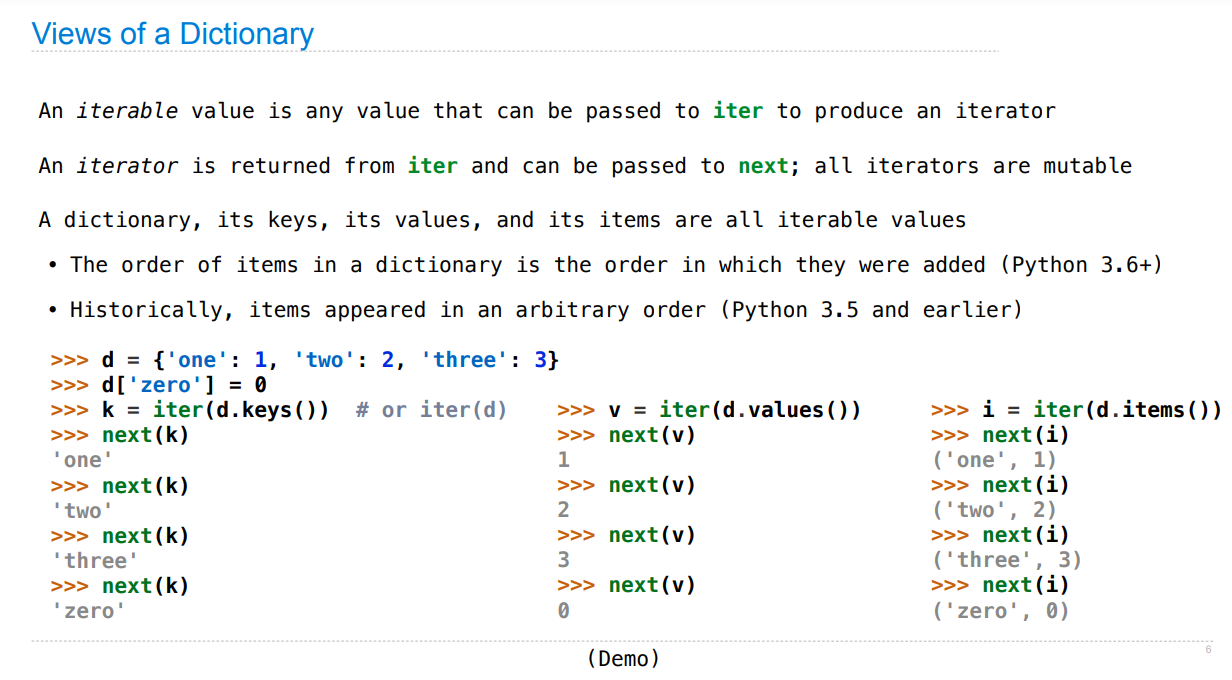 Views of a Dictionary
An iterable value is any value that can be passed to iter to produce an iterator
An iterator is returned from iter and can be passed to next; all iterators are mutable
A dictionary, its keys, its values, and its items are all iterable values
• The order of items in a dictionary is the order in which they were added (Python 3.6+)
• Historically, items appeared in an arbitrary order (Python 3.5 and earlier)
>>> d = {'one': 1, 'two': 2, 'three': 3}
>>> d['zero'] = 0
>>> k = iter(d.keys())  # or iter(d)
>>> next(k)
'one'
>>> next(k)
'two'
>>> next(k)
'three'
>>> next(k)
'zero'
>>> v = iter(d.values())
>>> next(v)
1
>>> next(v)
2
>>> next(v)
3
>>> next(v)
0
>>> i = iter(d.items())
>>> next(i)
('one', 1)
>>> next(i)
('two', 2)
>>> next(i)
('three', 3)
>>> next(i)
('zero', 0)
(Demo)
6